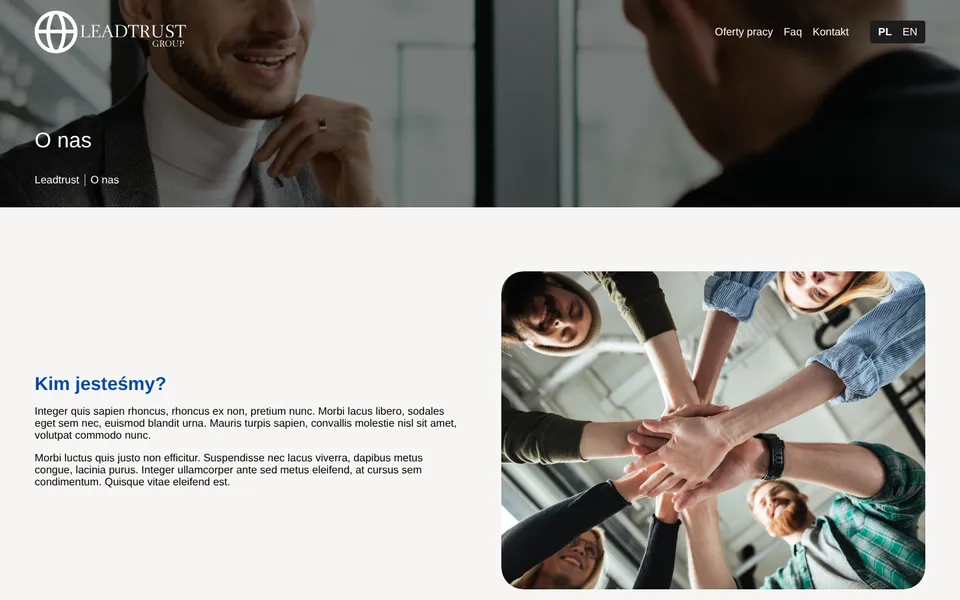 LEADTRUST
GROUP
Oferty pracy Faq Kontakt PL EN
O nas
Leadtrust O nas
Kim jesteśmy?
Integer quis sapien rhoncus, rhoncus ex non, pretium nunc. Morbi lacus libero, sodales
eget sem nec, euismod blandit urna. Mauris turpis sapien, convallis molestie nisl sit amet,
volutpat commodo nunc.
Morbi luctus quis justo non efficitur. Suspendisse nec lacus viverra, dapibus metus
congue, lacinia purus. Integer ullamcorper ante sed metus eleifend, at cursus sem
condimentum. Quisque vitae eleifend est.